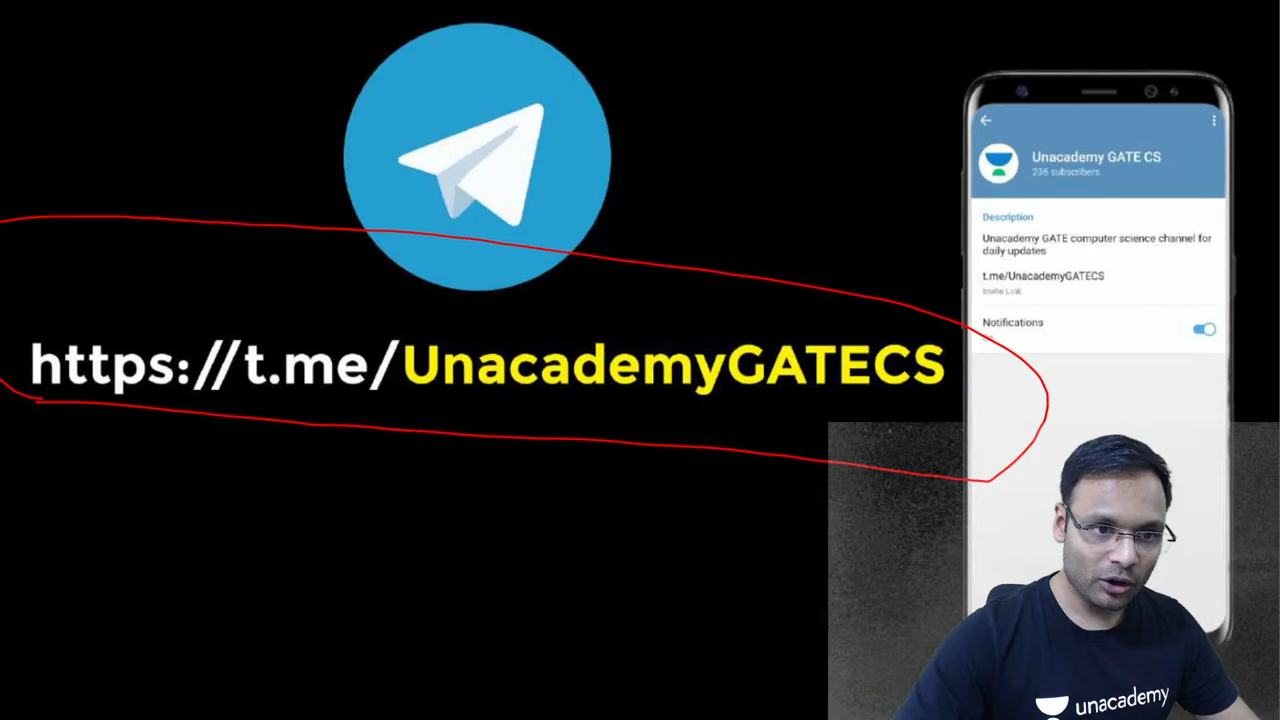 https://t.me/UnacademyGATECS
Unacademy GATE CS
236 subscribers
Description
Unacademy GATE computer science channel for
daily updates
t.me/UnacademyGATECS
Invite Link
Notifications
unacademy